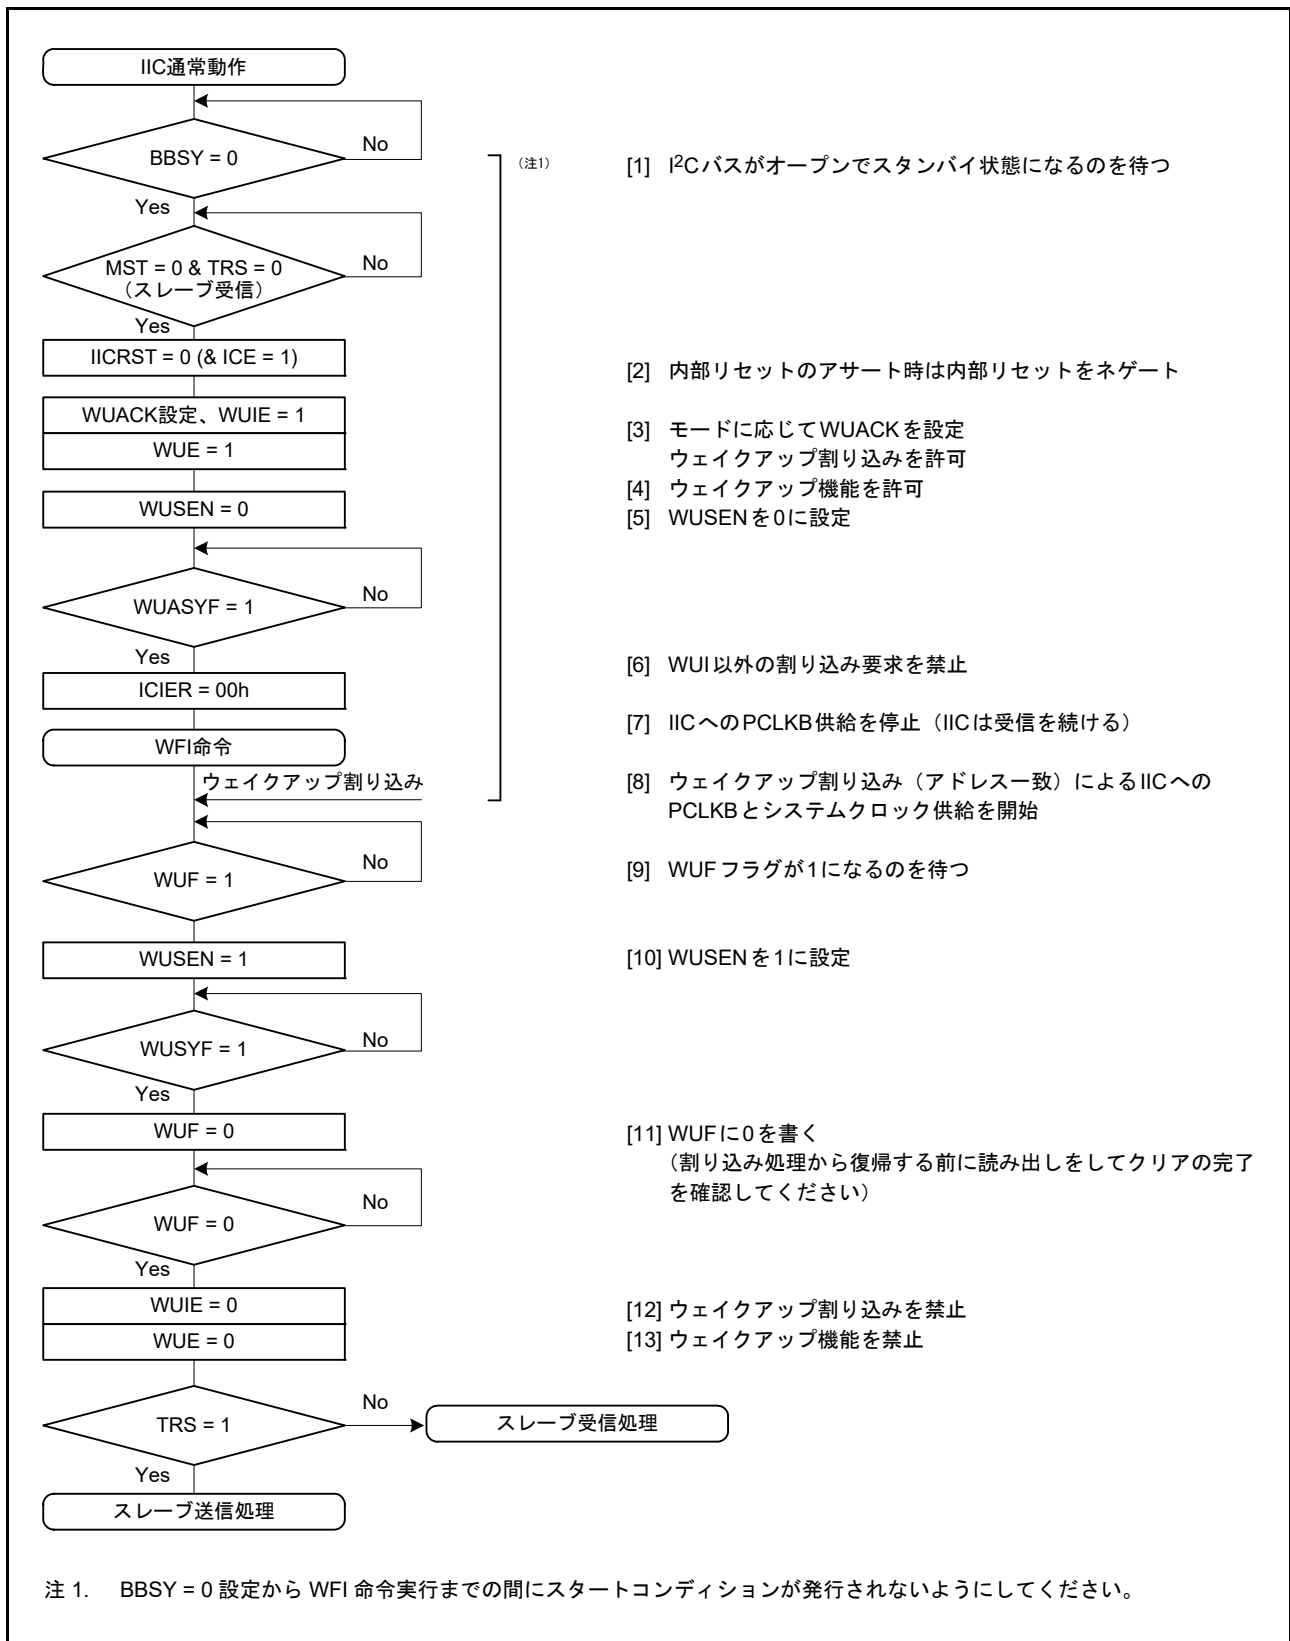 IIC通常動作
BBSY = 0
No
Yes
（注1）
[1] I2Cバスがオープンでスタンバイ状態になるのを待つ
MST = 0 & TRS = 0
（スレーブ受信）
No
Yes
IICRST = 0 (& ICE = 1)
[2] 内部リセットのアサート時は内部リセットをネゲート
WUACK設定、WUIE = 1
[3] モードに応じてWUACKを設定
ウェイクアップ割り込みを許可
WUE = 1
[4] ウェイクアップ機能を許可
WUSEN = 0
[5] WUSENを0に設定
WUASYF = 1
No
Yes
[6] WUI以外の割り込み要求を禁止
ICIER = 00h
[7] IICへのPCLKB供給を停止（IICは受信を続ける）
WFI命令
ウェイクアップ割り込み
[8] ウェイクアップ割り込み（アドレス一致）によるIICへの
PCLKBとシステムクロック供給を開始
WUF = 1
No
[9] WUFフラグが1になるのを待つ
WUSEN = 1
[10] WUSENを1に設定
WUSYF = 1
No
Yes
WUF = 0
[11] WUFに0を書く
（割り込み処理から復帰する前に読み出しをしてクリアの完了
を確認してください）
WUF = 0
No
Yes
WUIE = 0
[12] ウェイクアップ割り込みを禁止
WUE = 0
[13] ウェイクアップ機能を禁止
TRS = 1
No
スレーブ受信処理
Yes
スレーブ送信処理
注 1. BBSY = 0 設定から WFI 命令実行までの間にスタートコンディションが発行されないようにしてください。